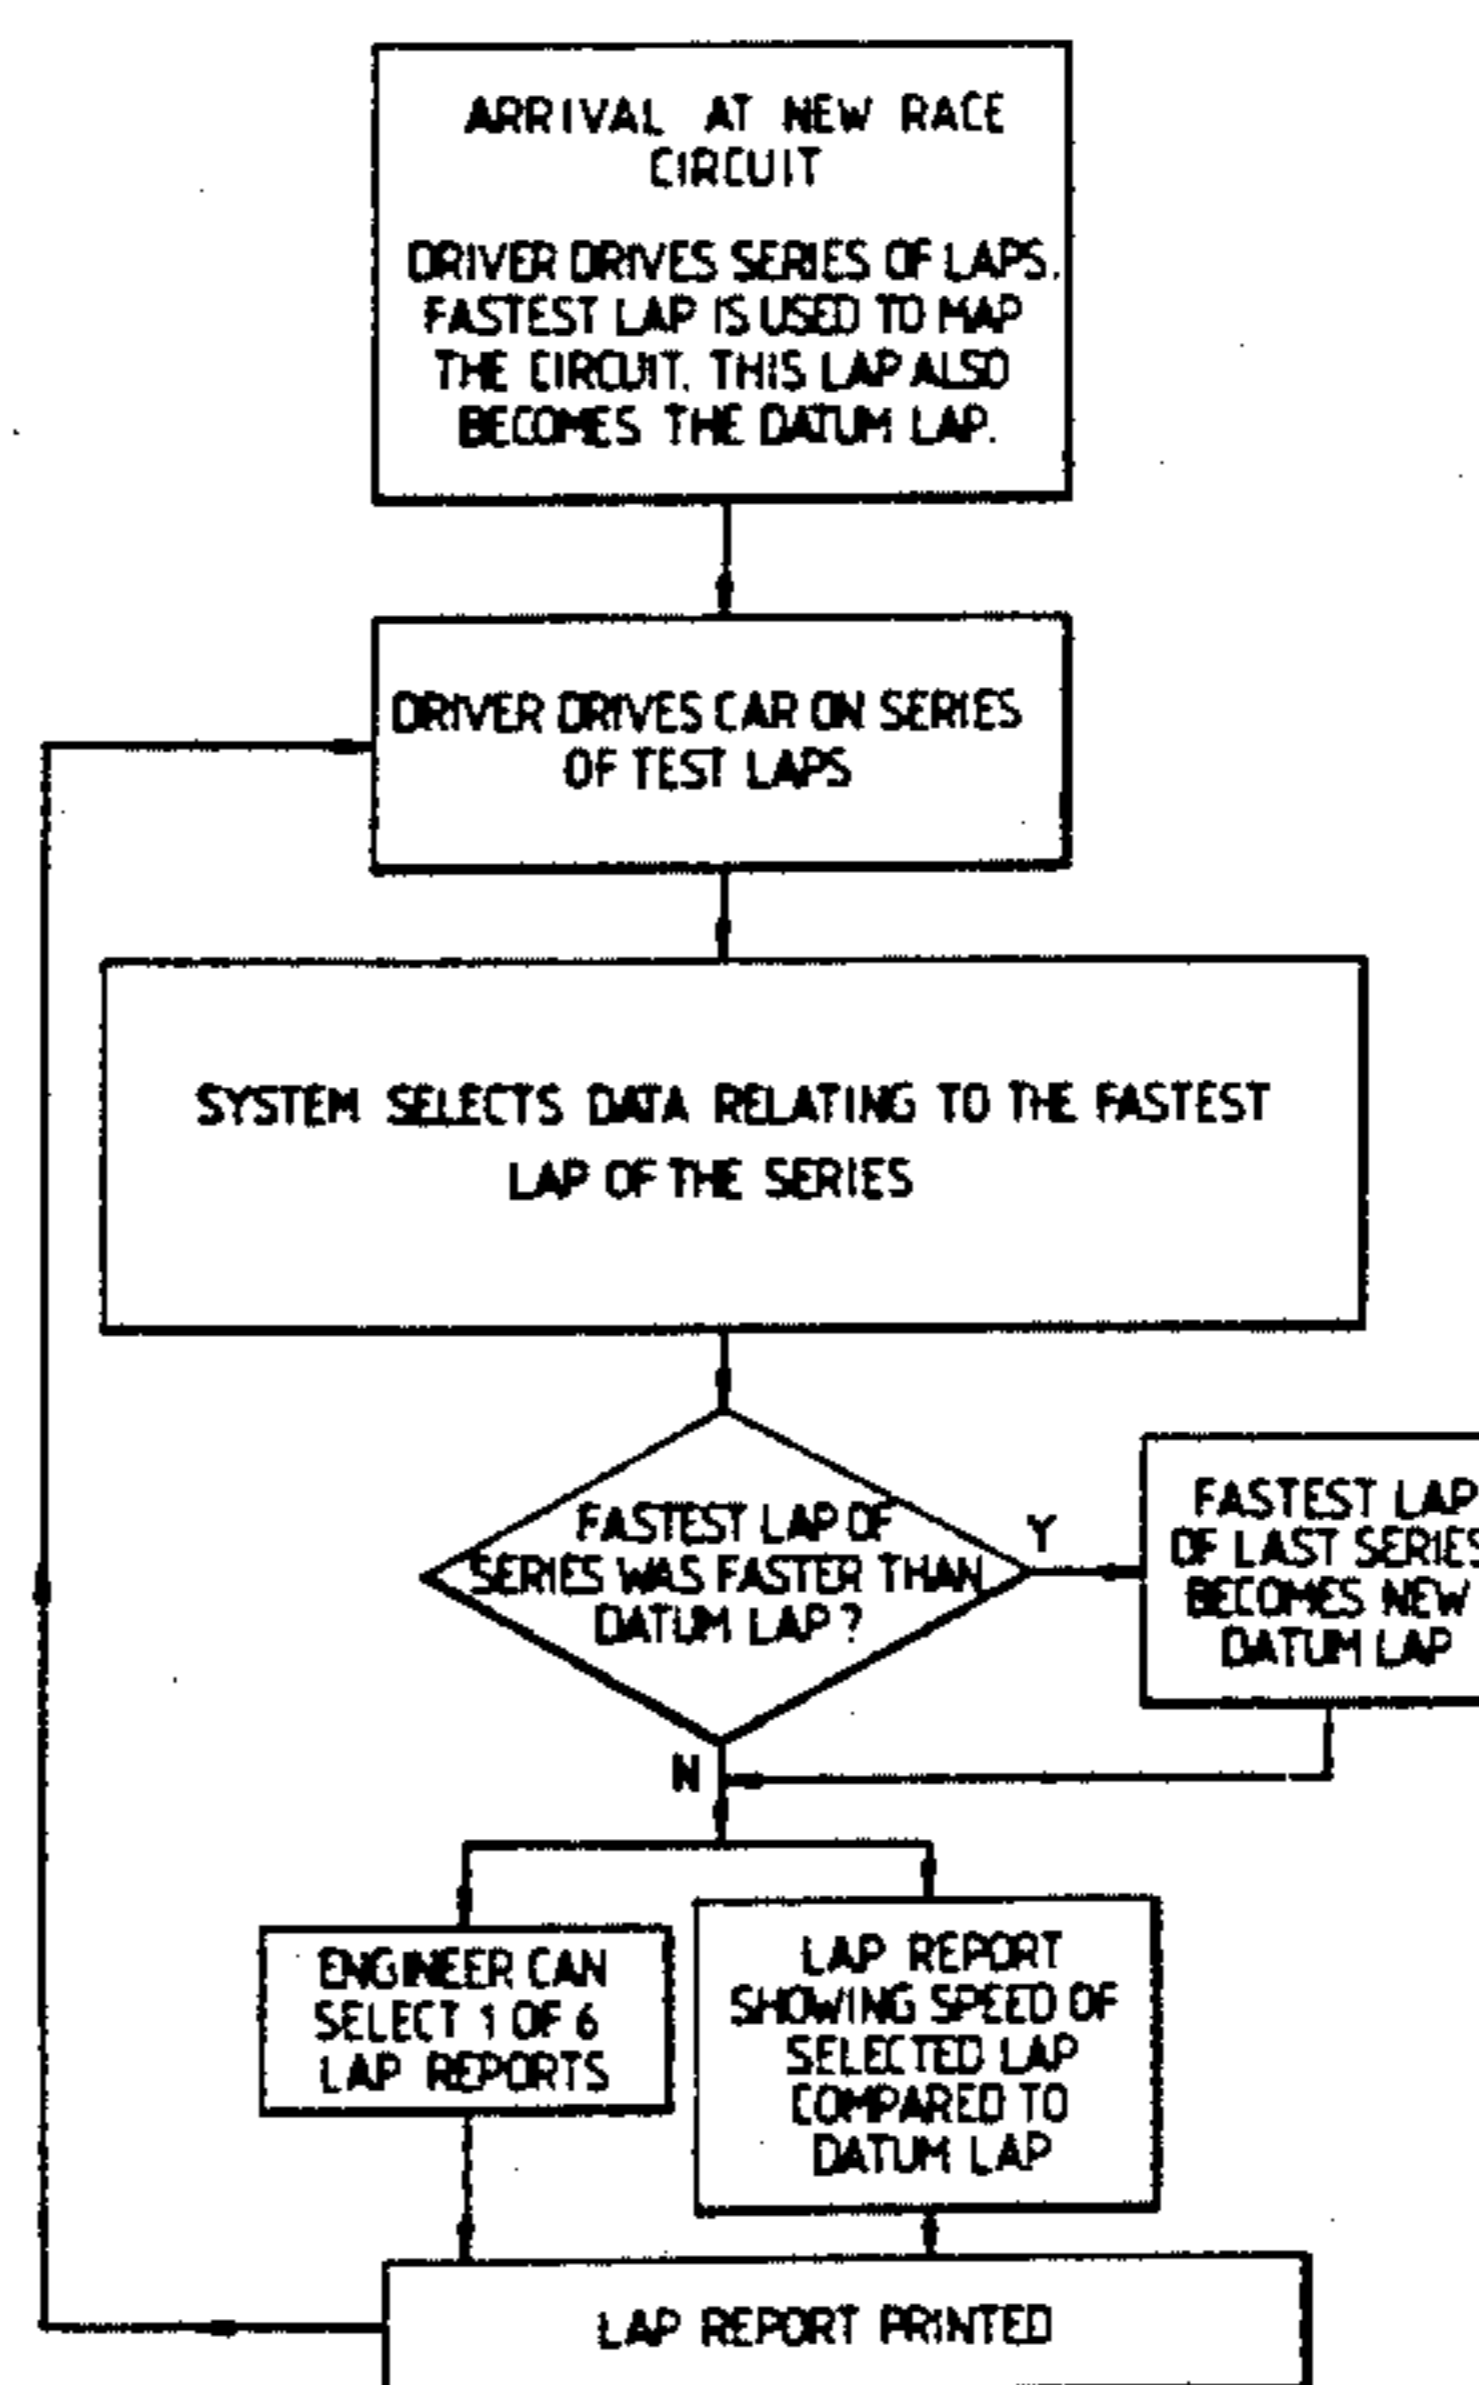 ARRIVAL AT NEW RACE
CIRCUIT
DRIVER DRIVES SERIES OF LAPS.
FASTEST LAP IS USED TO MAP
THE CIRCUIT. THIS LAP ALSO
BECOMES THE DATUM LAP.
DRIVER DRIVES CAR ON SERIES
OF TEST LAPS
SYSTEM SELECTS DATA RELATING TO THE FASTEST
LAP OF THE SERIES
FASTEST LAP OF
SERIES WAS FASTER THAN
DATUM LAP?
Y
FASTEST LAP
OF LAST SERIES
BECOMES NEW
DATUM LAP
N
ENGINEER CAN
SELECT 1 OF 6
LAP REPORTS
LAP REPORT
SHOWING SPEED OF
SELECTED LAP
COMPARED TO
DATUM LAP
LAP REPORT PRINTED